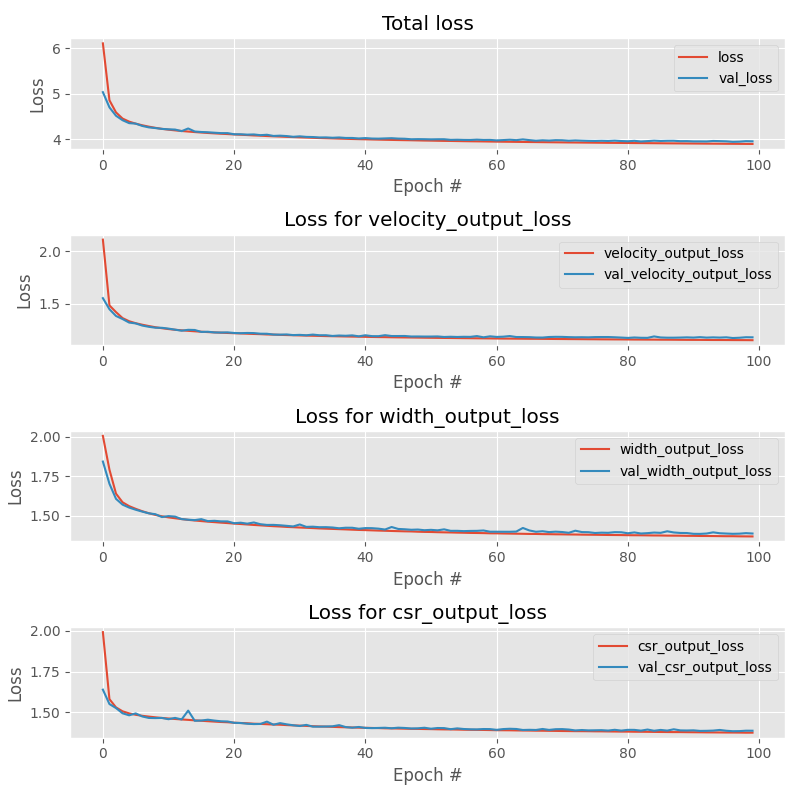 Total loss
6
5
4
Loss
loss
val_loss
0 20 40 60 80 100
Epoch #
Loss for velocity_output_loss
2.0
1.5
Loss
velocity_output_loss
val_velocity_output_loss
0 20 40 60 80 100
Epoch #
Loss for width_output_loss
2.00
1.75
1.50
Loss
width_output_loss
val_width_output_loss
0 20 40 60 80 100
Epoch #
Loss for csr_output_loss
2.00
1.75
1.50
Loss
csr_output_loss
val_csr_output_loss
0 20 40 60 80 100
Epoch #